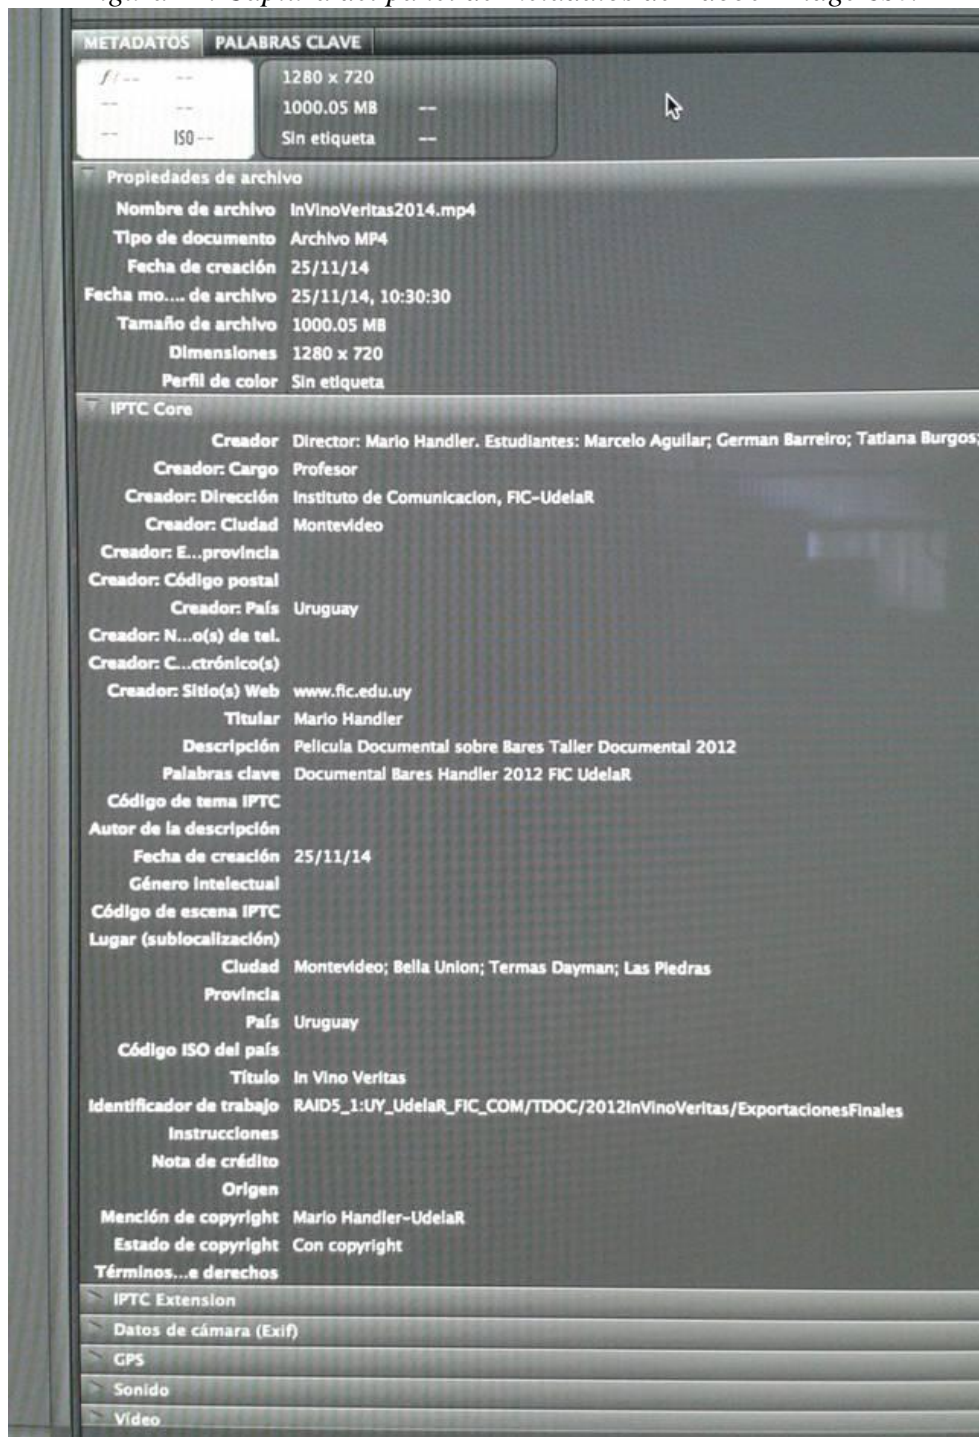 METADATOS PALABRAS CLAVE
f/-- --
-- --
-- ISO--
1280 x 720
1000.05 MB --
Sin etiqueta --
Propiedades de archivo
Nombre de archivo InVinoVeritas2014.mp4
Tipo de documento Archivo MP4
Fecha de creación 25/11/14
Fecha mo.... de archivo 25/11/14, 10:30:30
Tamaño de archivo 1000.05 MB
Dimensiones 1280 x 720
Perfil de color Sin etiqueta
IPTC Core
Creador Director: Mario Handler. Estudiantes: Marcelo Aguilar; German Barreiro; Tatiana Burgos;
Creador: Cargo Profesor
Creador: Dirección Instituto de Comunicacion, FIC-UdelaR
Creador: Ciudad Montevideo
Creador: E...provincia
Creador: Código postal
Creador: País Uruguay
Creador: N...o(s) de tel.
Creador: C...ctrónico(s)
Creador: Sitio(s) Web www.fic.edu.uy
Titular Mario Handler
Descripción Pelicula Documental sobre Bares Taller Documental 2012
Palabras clave Documental Bares Handler 2012 FIC UdelaR
Código de tema IPTC
Autor de la descripción
Fecha de creación 25/11/14
Género intelectual
Código de escena IPTC
Lugar (sublocalización)
Ciudad Montevideo; Bella Union; Termas Dayman; Las Piedras
Provincia
País Uruguay
Código ISO del país
Título In Vino Veritas
Identificador de trabajo RAID5_1:UY_UdelaR_FIC_COM/TDOC/2012InVinoVeritas/ExportacionesFinales
Instrucciones
Nota de crédito
Origen
Mención de copyright Mario Handler-UdelaR
Estado de copyright Con copyright
Términos...e derechos
IPTC Extension
Datos de cámara (Exif)
GPS
Sonido
Vídeo